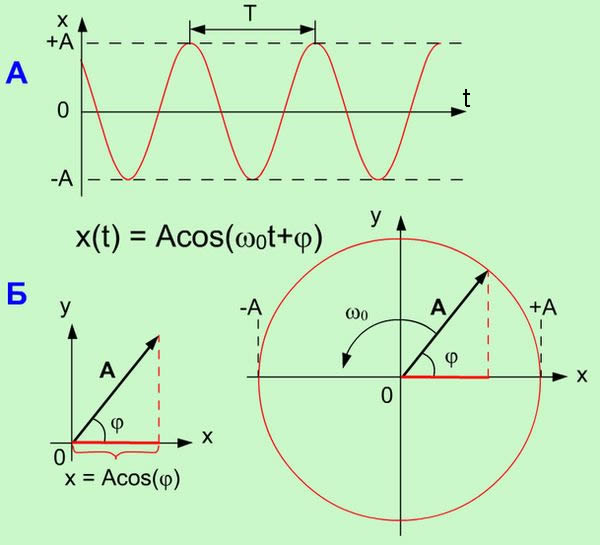 x
T
+A
А
0
t
-A
x(t) = Acos(ω₀t+φ)
Б
y
A
φ
0
x
x = Acos(φ)
y
-A
ω₀
A
+A
φ
0
x